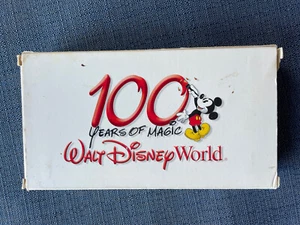 100
YEARS OF MAGIC
WALT DISNEY World